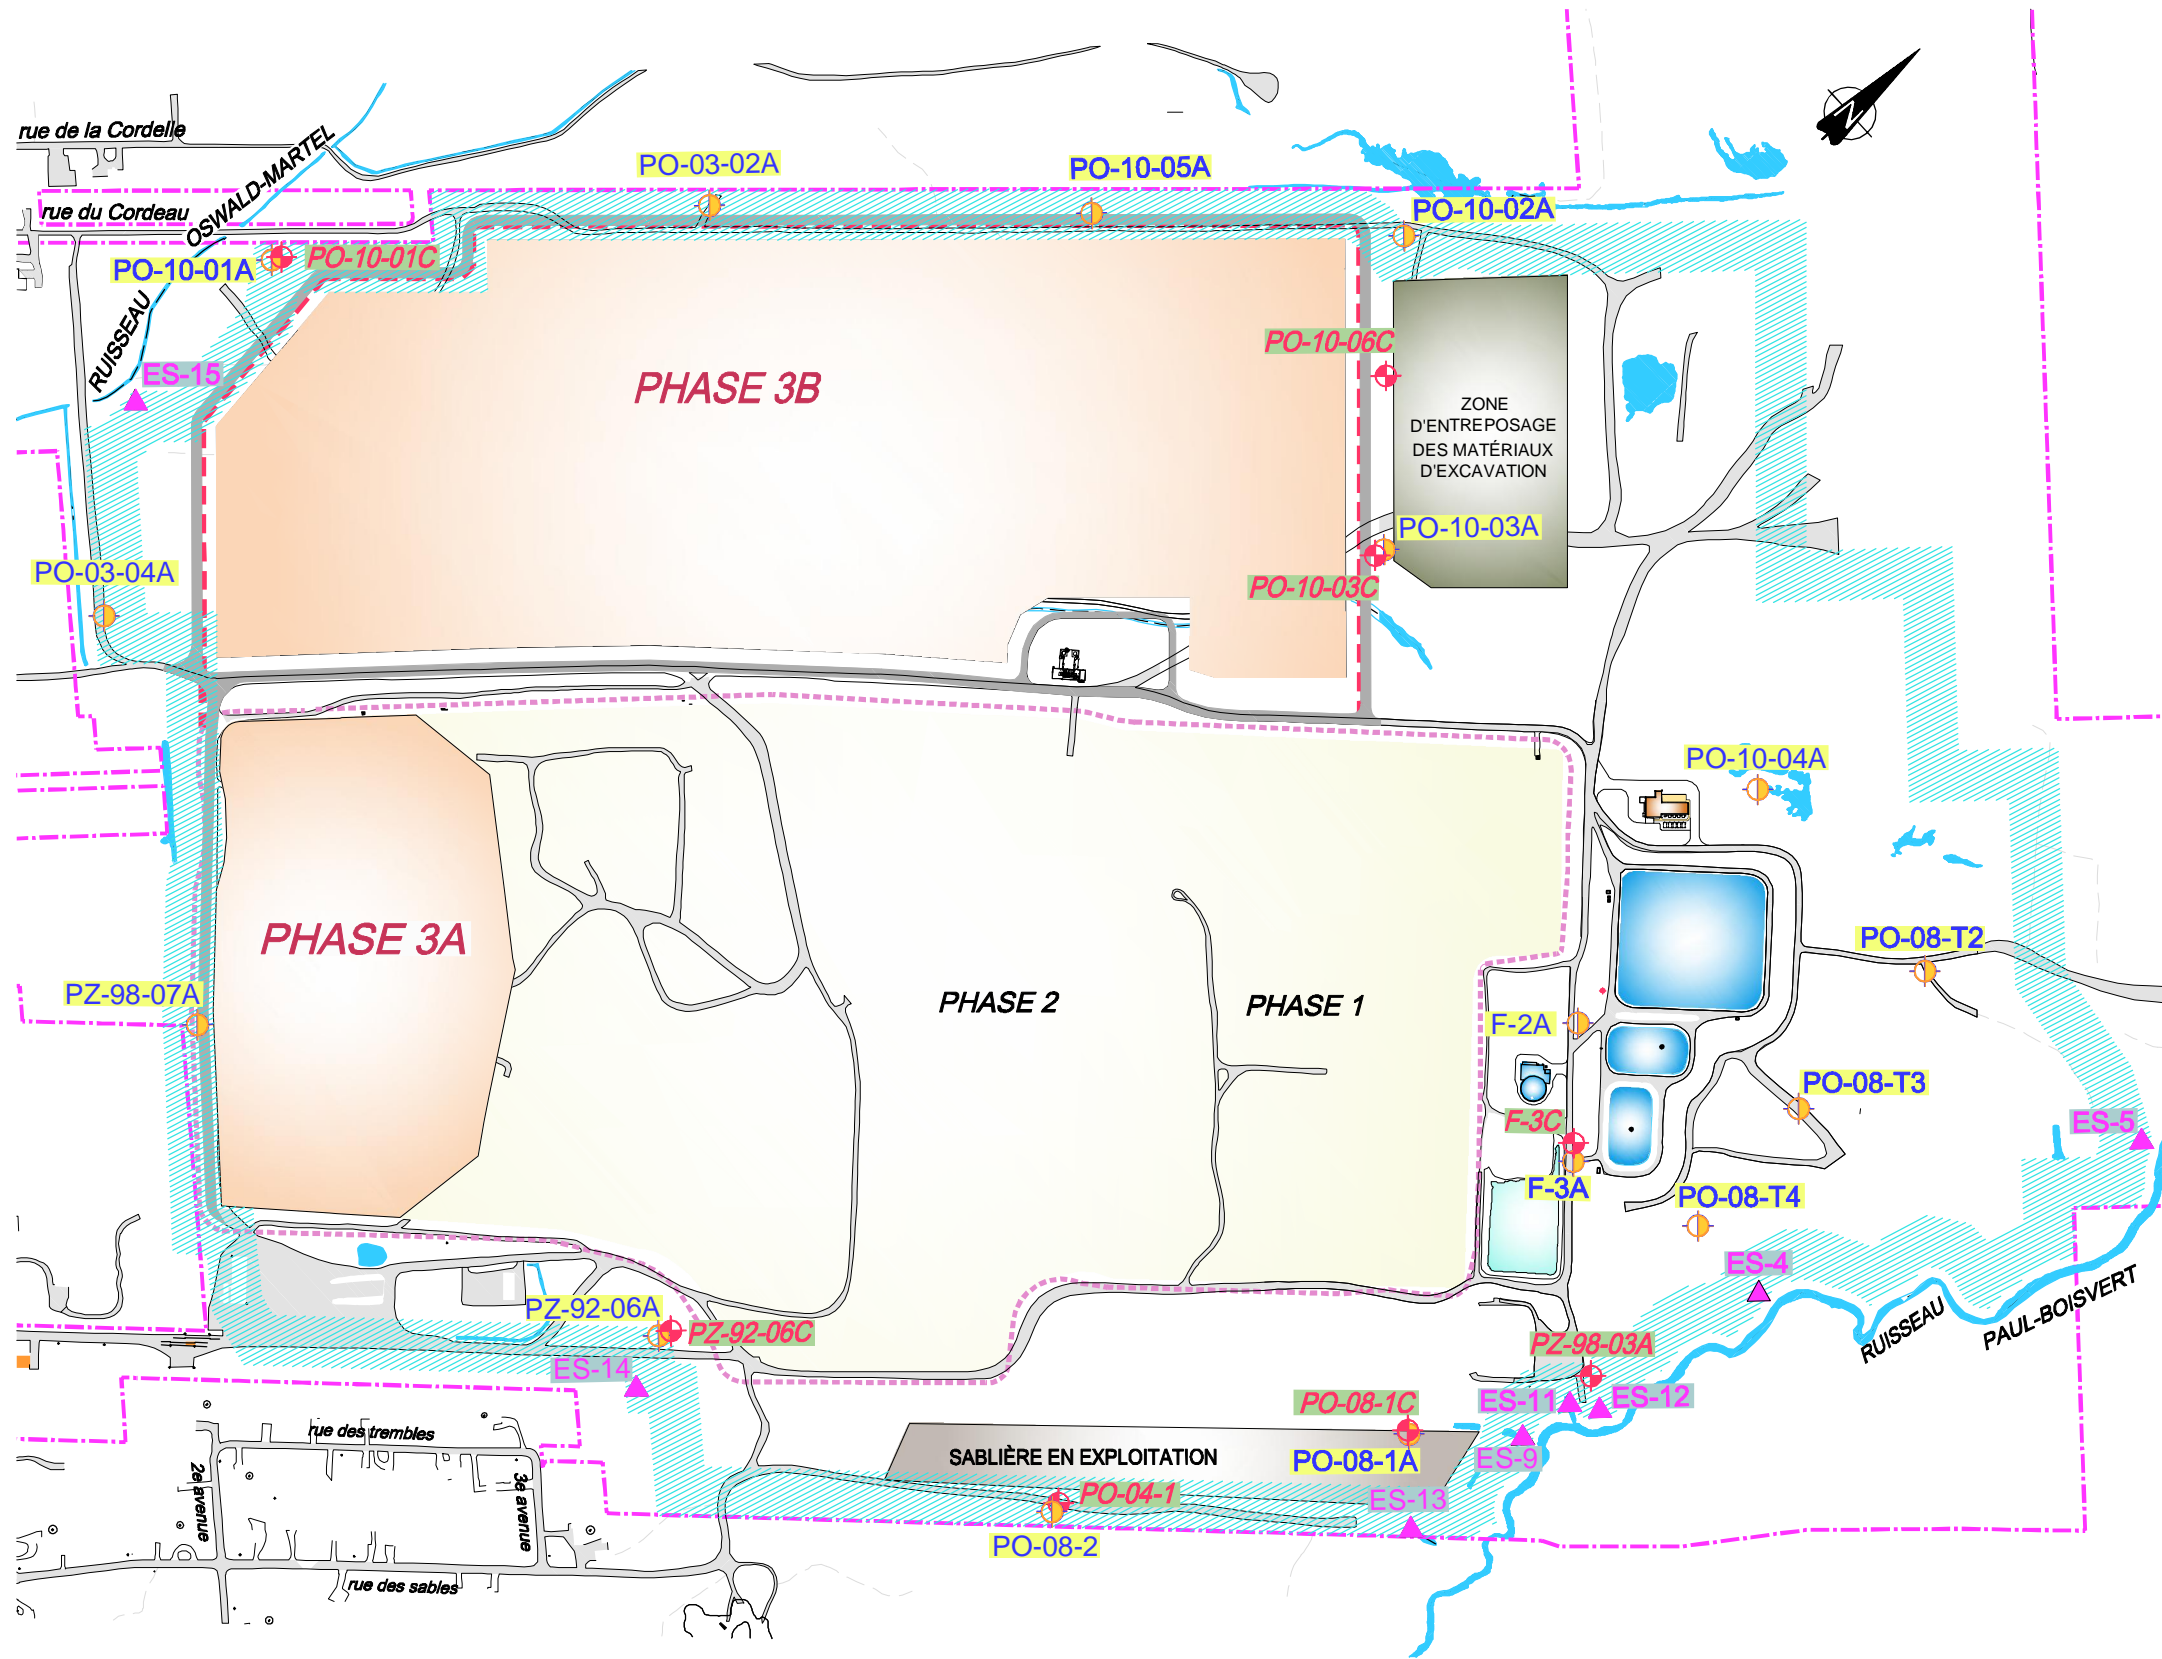 rue de la Cordelle
OSWALD-MARTEL
PO-03-02A
PO-10-05A
N
rue du Cordeau
PO-10-02A
PO-10-01A
PO-10-01C
RUISSEAU
ES-15
PO-10-06C
PHASE 3B
ZONE
D'ENTREPOSAGE
DES MATÉRIAUX
D'EXCAVATION
PO-10-03A
PO-03-04A
PO-10-03C
PO-10-04A
PHASE 3A
PO-08-T2
PZ-98-07A
PHASE 2
PHASE 1
F-2A
PO-08-T3
F-3C
ES-5
F-3A
PO-08-T4
ES-4
PZ-92-06A
PZ-92-06C
RUISSEAU
PAUL-BOISVERT
PZ-98-03A
ES-14
ES-11
ES-12
PO-08-1C
rue des trembles
SABLIÈRE EN EXPLOITATION
PO-08-1A
ES-9
2e avenue
3e avenue
PO-04-1
ES-13
PO-08-2
rue des sables